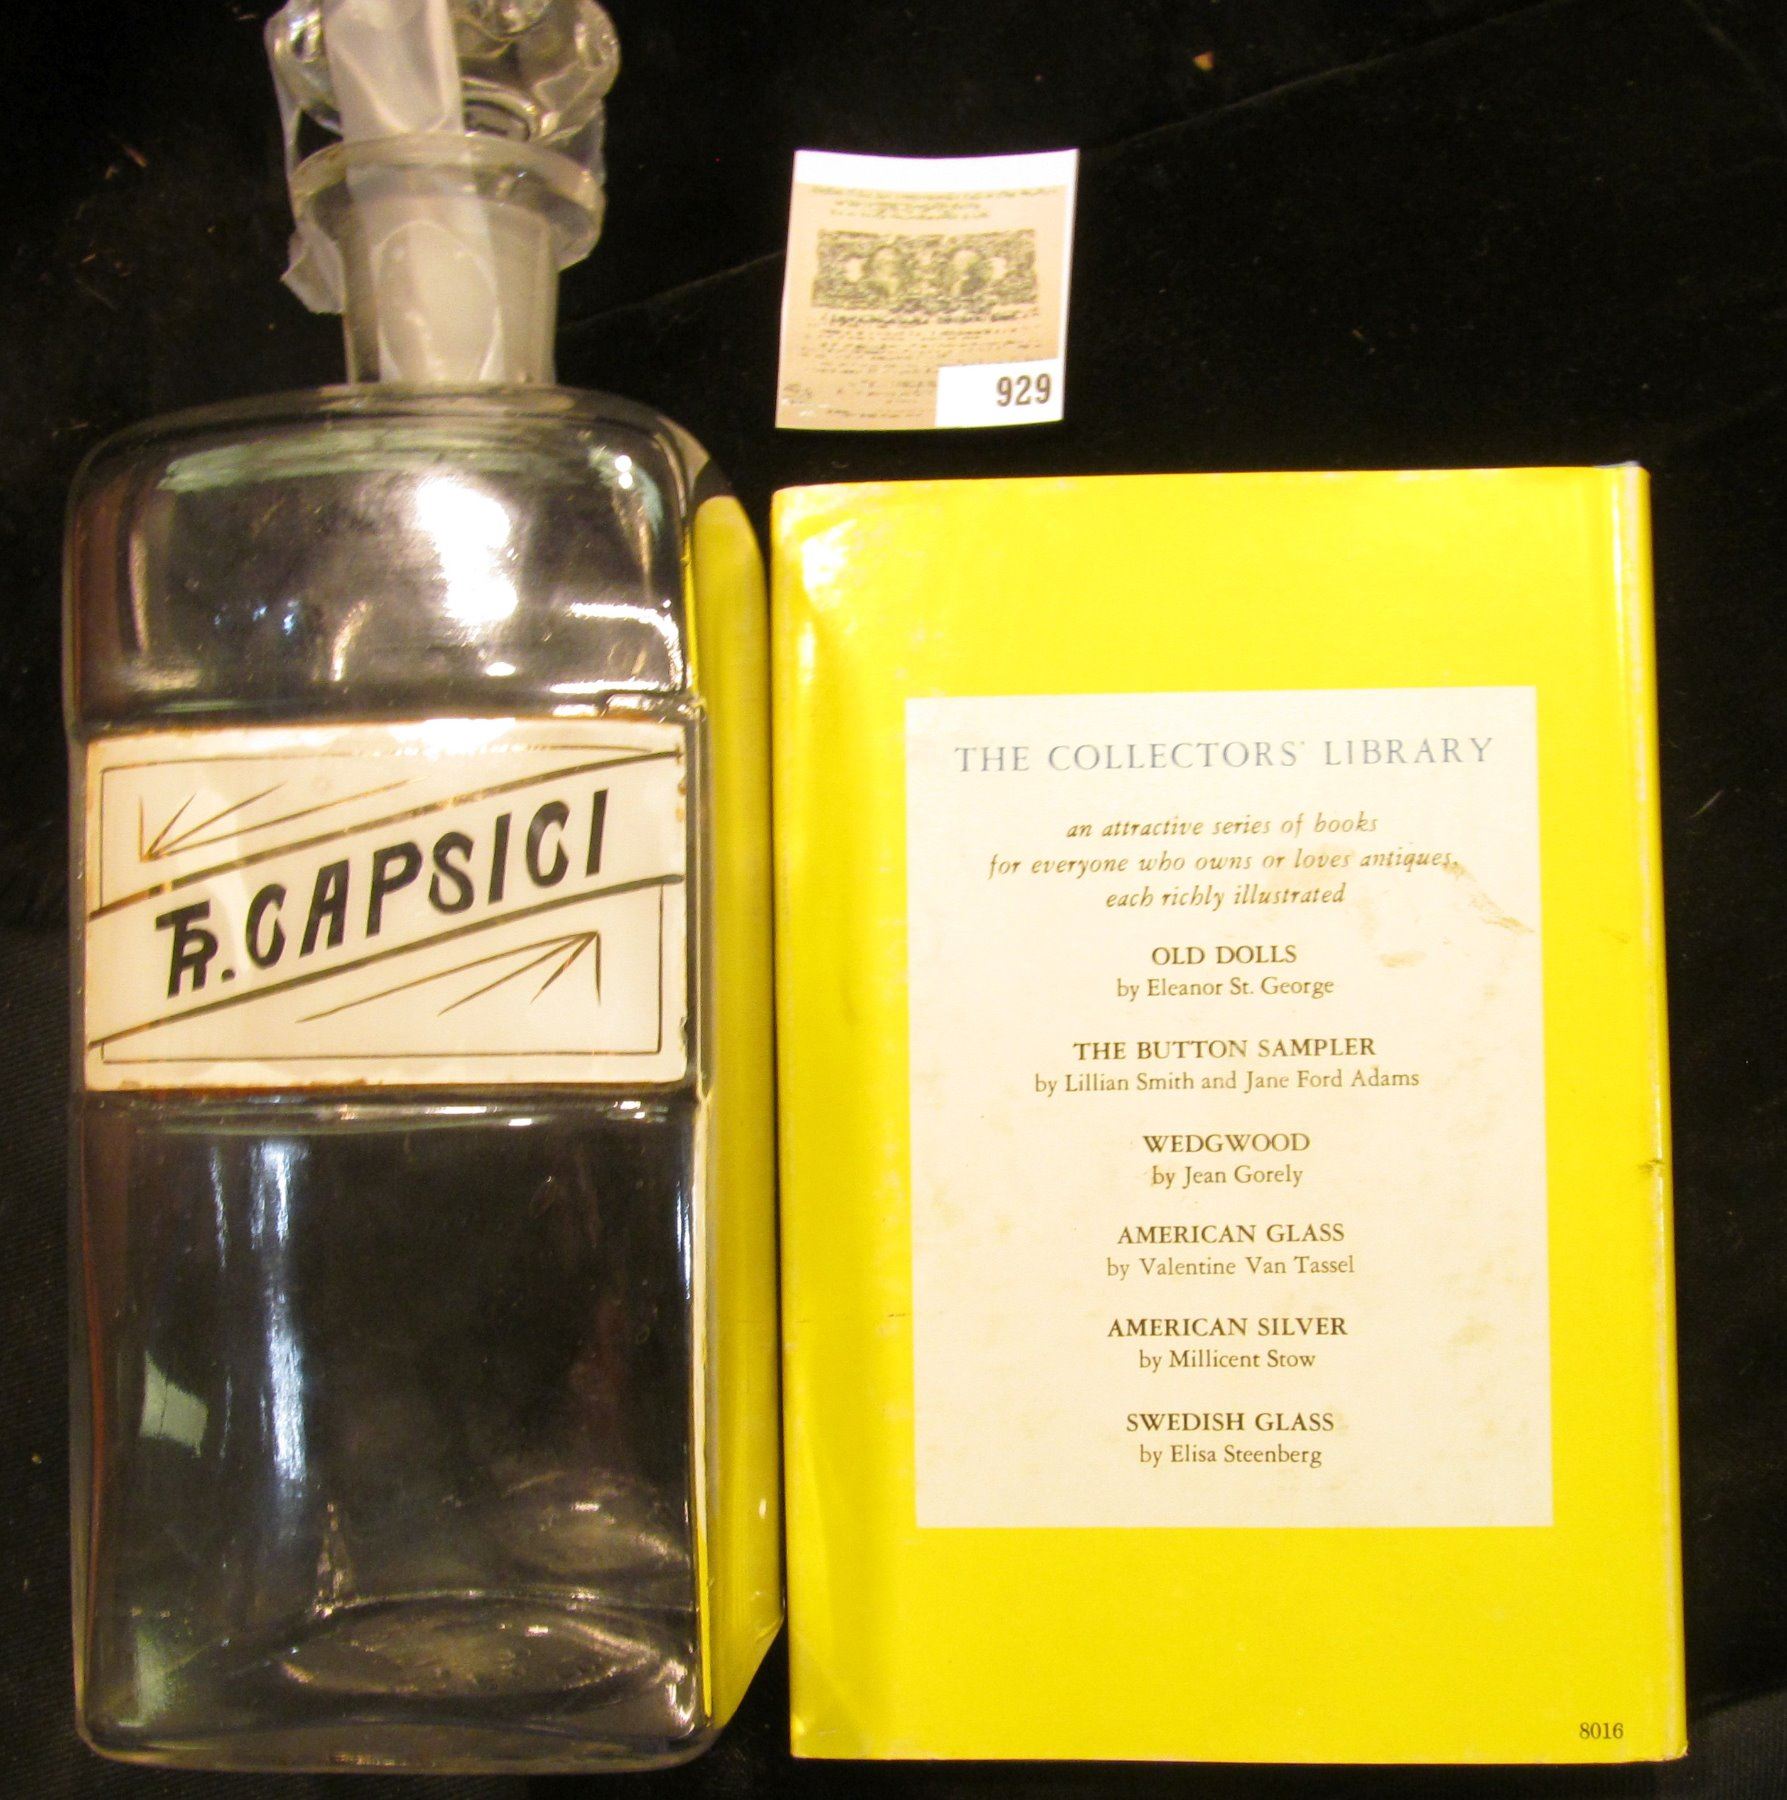 929
TR. CAPSICI
THE COLLECTORS' LIBRARY
an attractive series of books
for everyone who owns or loves antiques,
each richly illustrated
OLD DOLLS
by Eleanor St. George
THE BUTTON SAMPLER
by Lillian Smith and Jane Ford Adams
WEDGWOOD
by Jean Gorely
AMERICAN GLASS
by Valentine Van Tassel
AMERICAN SILVER
by Millicent Stow
SWEDISH GLASS
by Elisa Steenberg
8016